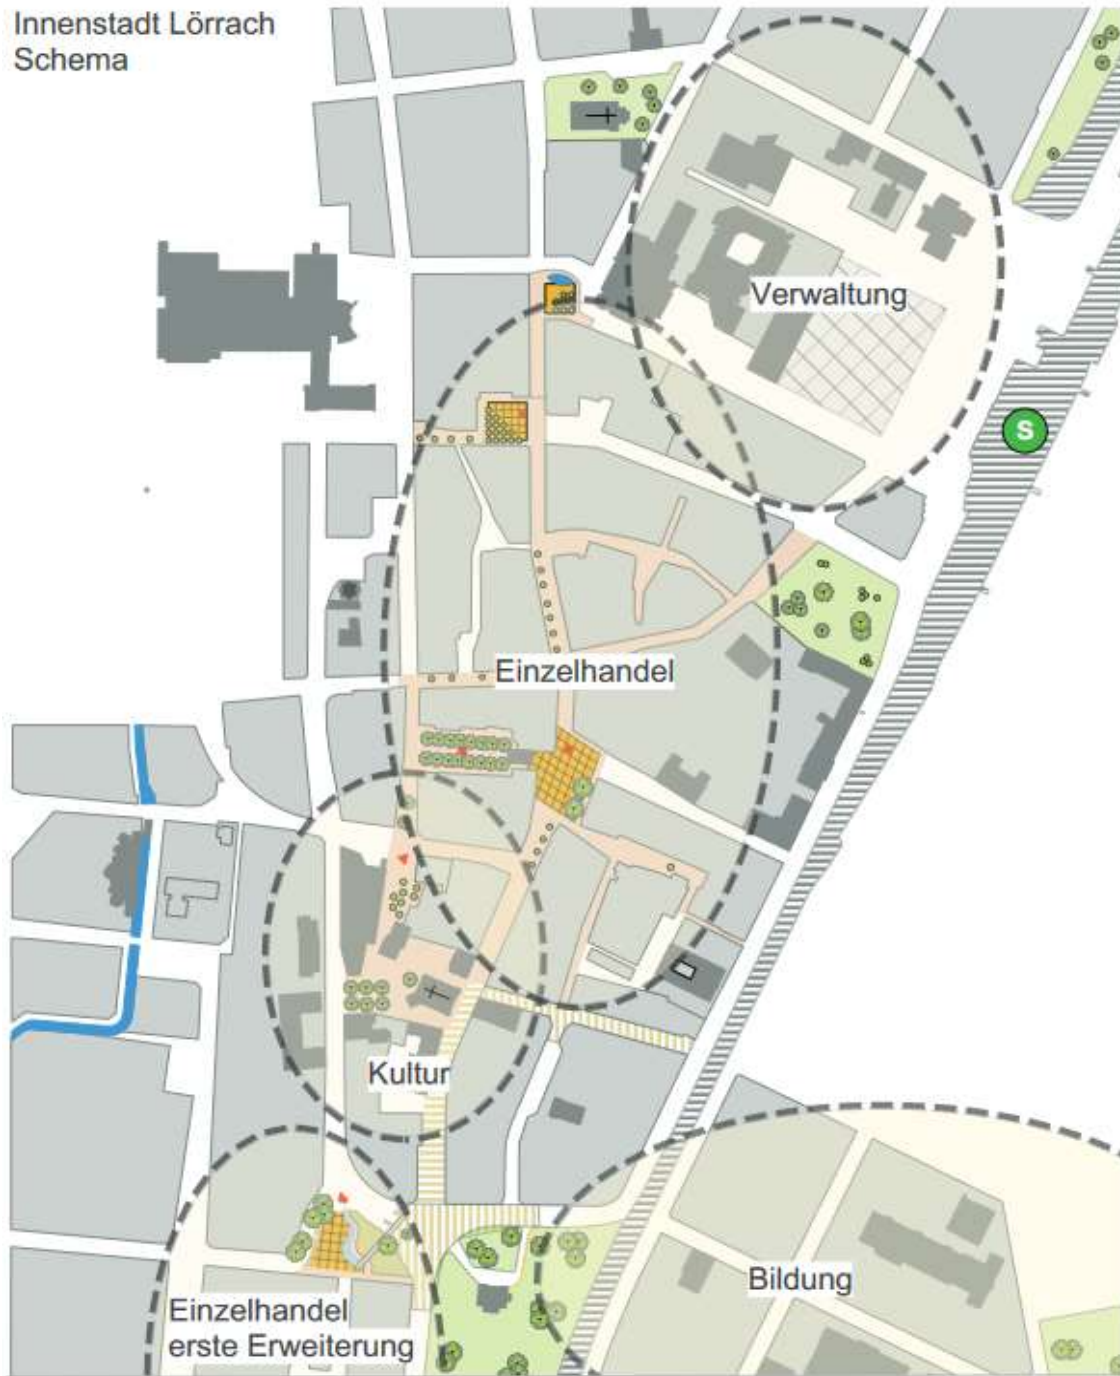 Innenstadt Lörrach
Schema
Verwaltung
S
Einzelhandel
Kultur
Bildung
Einzelhandel
erste Erweiterung